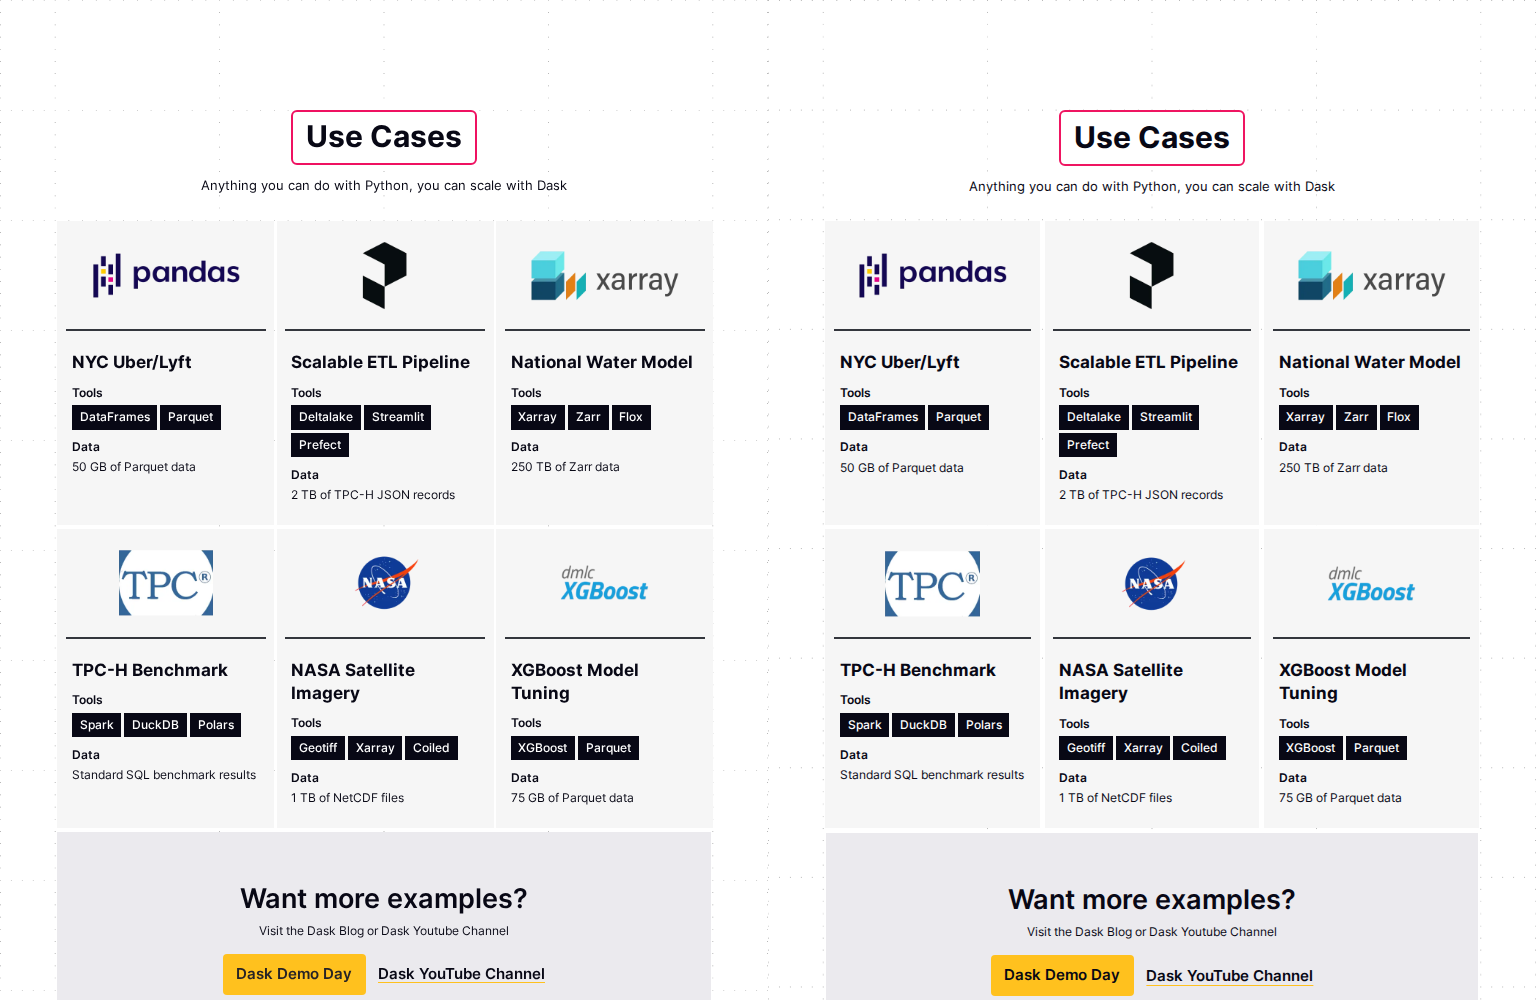 Use Cases
Anything you can do with Python, you can scale with Dask
pandas
xarray
NYC Uber/Lyft
Tools
DataFrames Parquet
Data
50 GB of Parquet data
Scalable ETL Pipeline
Tools
Deltalake Streamlit
Prefect
Data
2 TB of TPC-H JSON records
National Water Model
Tools
Xarray Zarr Flox
Data
250 TB of Zarr data
TPC®
NASA
dmlc
XGBoost
TPC-H Benchmark
Tools
Spark DuckDB Polars
Data
Standard SQL benchmark results
NASA Satellite
Imagery
Tools
Geotiff Xarray Coiled
Data
1 TB of NetCDF files
XGBoost Model
Tuning
Tools
XGBoost Parquet
Data
75 GB of Parquet data
Want more examples?
Visit the Dask Blog or Dask Youtube Channel
Dask Demo Day Dask YouTube Channel
Use Cases
Anything you can do with Python, you can scale with Dask
pandas
xarray
NYC Uber/Lyft
Tools
DataFrames Parquet
Data
50 GB of Parquet data
Scalable ETL Pipeline
Tools
Deltalake Streamlit
Prefect
Data
2 TB of TPC-H JSON records
National Water Model
Tools
Xarray Zarr Flox
Data
250 TB of Zarr data
TPC®
NASA
dmlc
XGBoost
TPC-H Benchmark
Tools
Spark DuckDB Polars
Data
Standard SQL benchmark results
NASA Satellite
Imagery
Tools
Geotiff Xarray Coiled
Data
1 TB of NetCDF files
XGBoost Model
Tuning
Tools
XGBoost Parquet
Data
75 GB of Parquet data
Want more examples?
Visit the Dask Blog or Dask Youtube Channel
Dask Demo Day Dask YouTube Channel